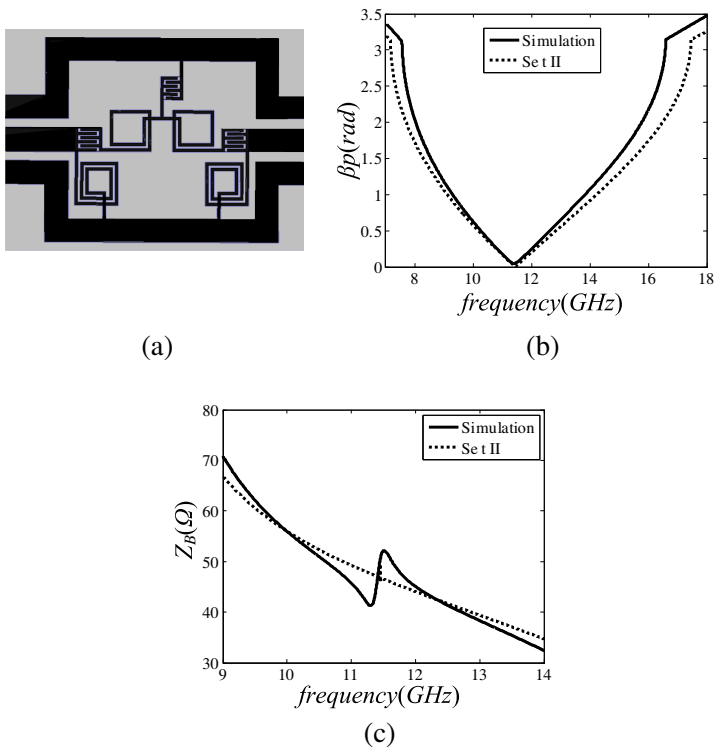 3.5
3
2.5
2
1.5
1
0.5
0
βp(rad)
Simulation
Set II
8
10
12
14
16
18
frequency(GHz)
(a)
(b)
80
70
60
50
40
30
Z_B(Ω)
Simulation
Set II
9
10
11
12
13
14
frequency(GHz)
(c)